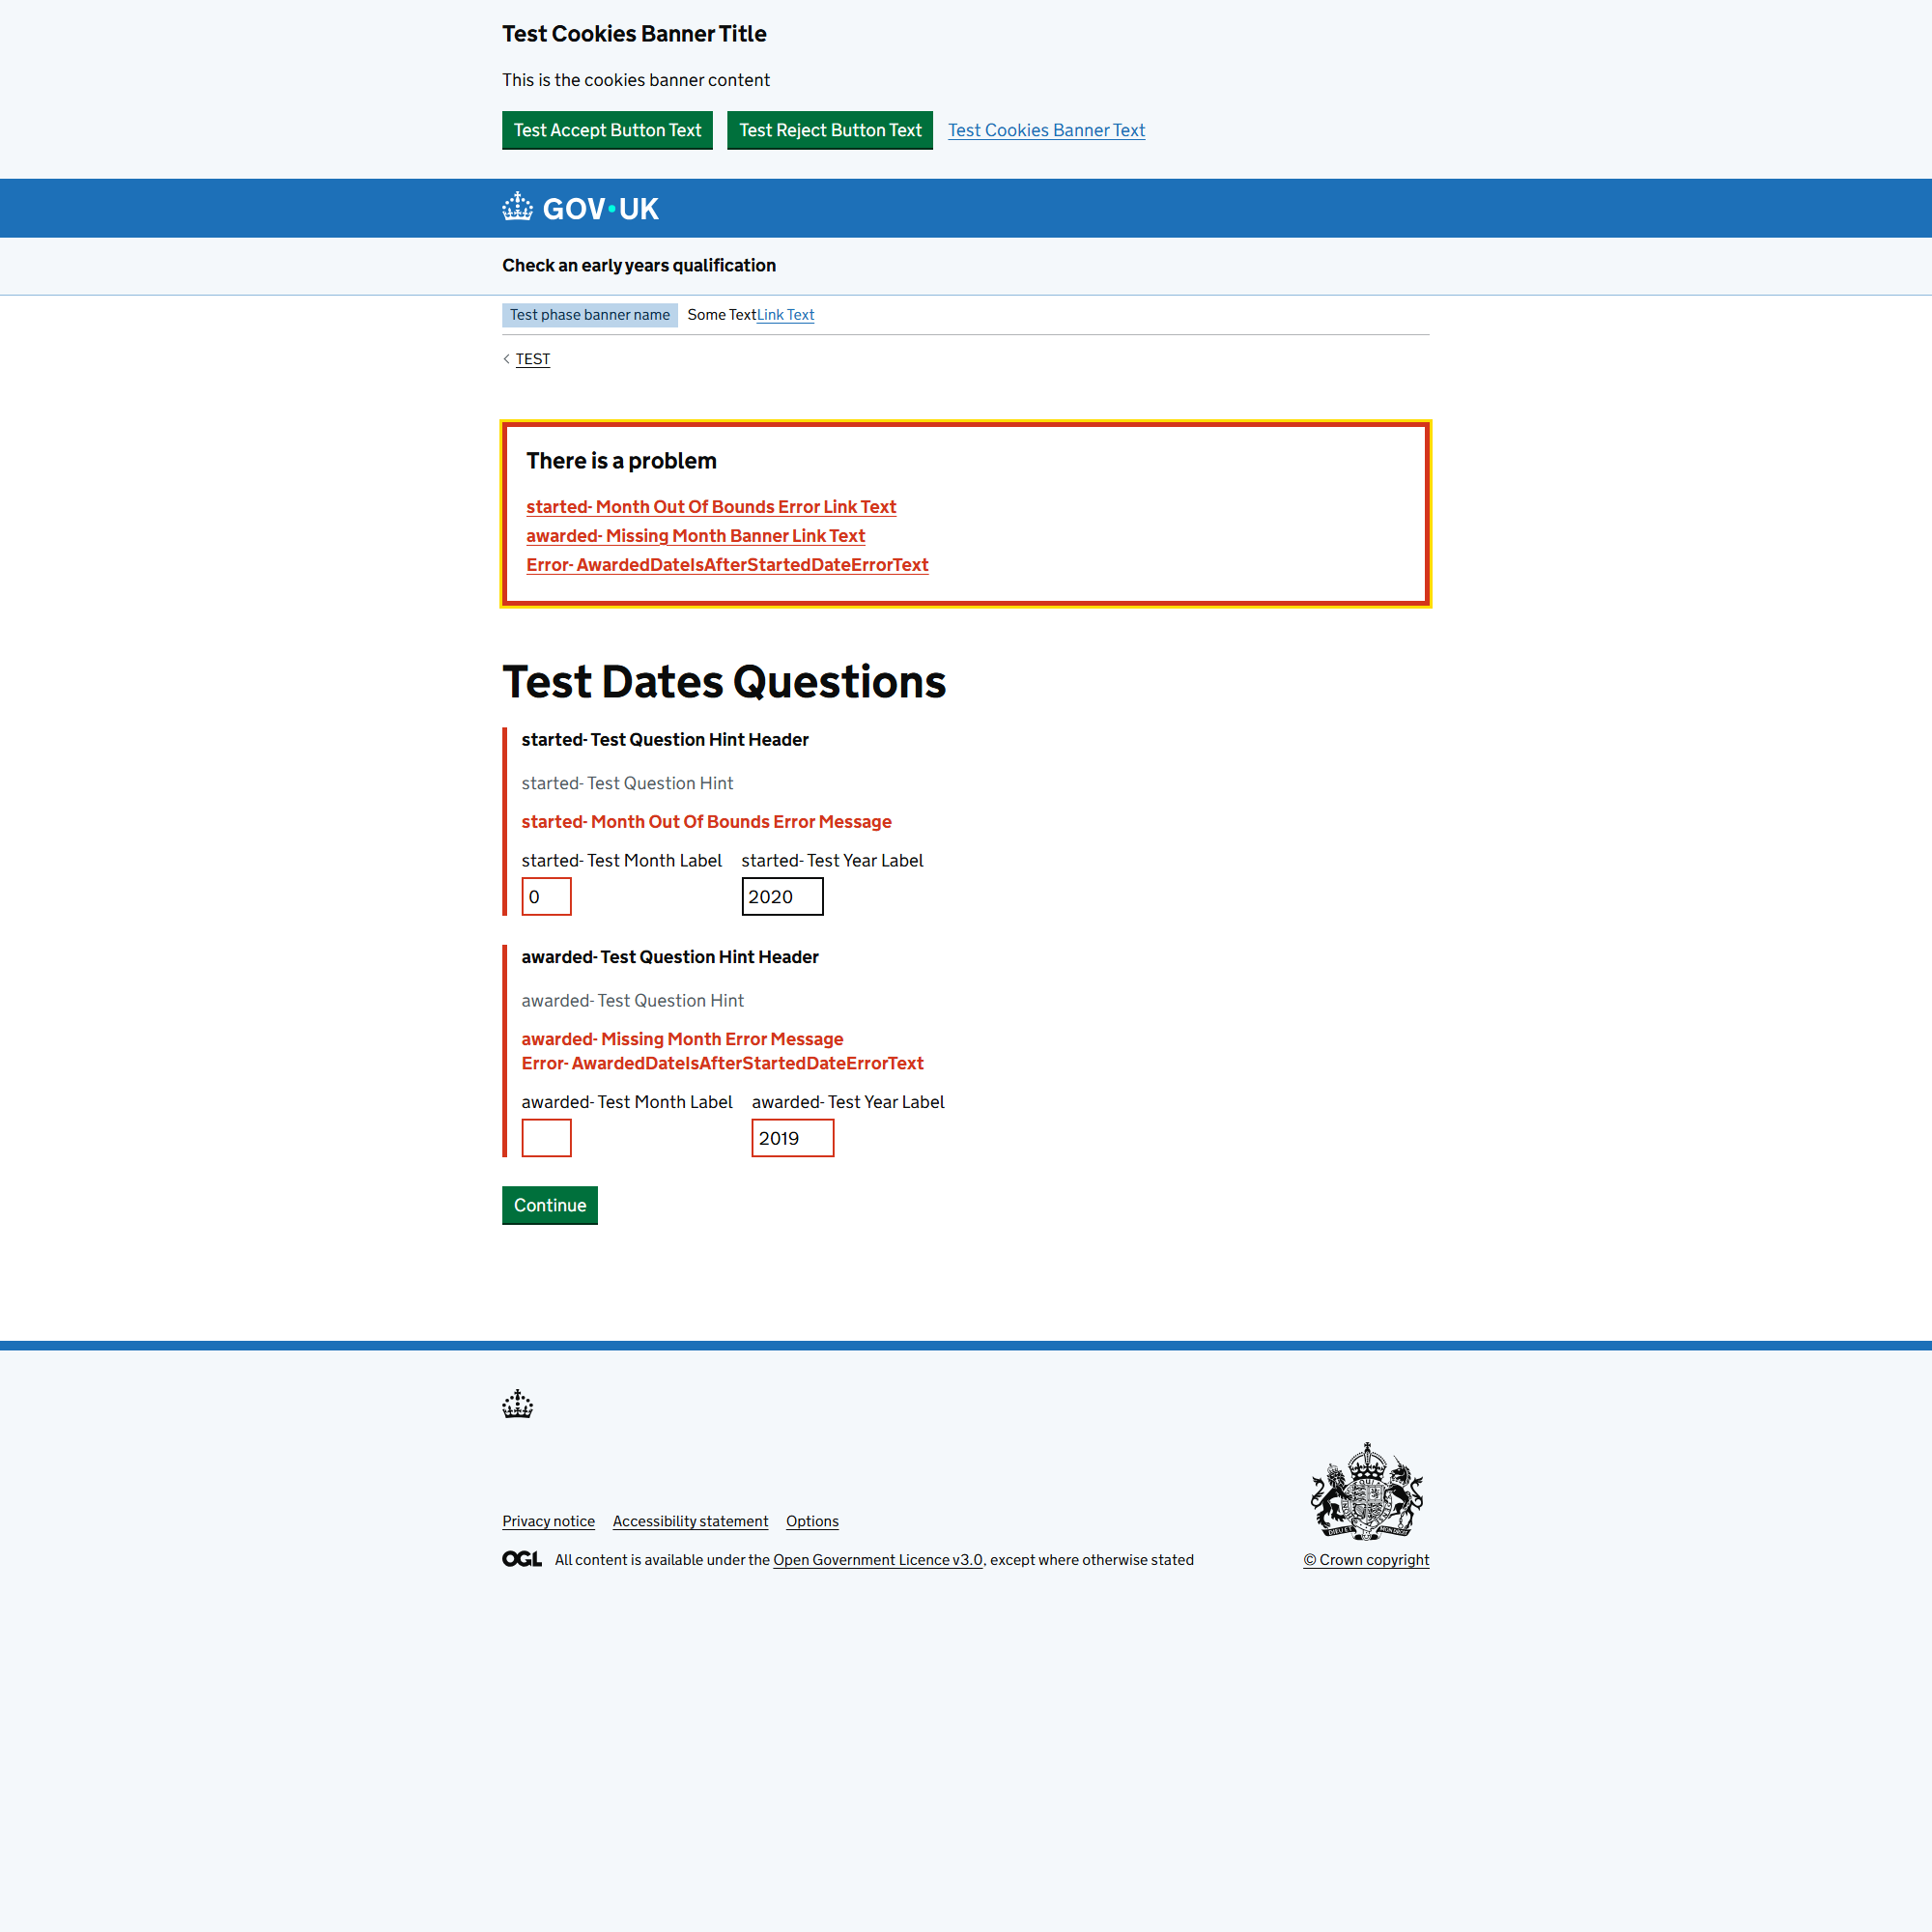 Test Cookies Banner Title
This is the cookies banner content
Test Accept Button Text Test Reject Button Text Test Cookies Banner Text
GOV·UK
Check an early years qualification
Test phase banner name Some TextLink Text
TEST
There is a problem
started- Month Out Of Bounds Error Link Text
awarded- Missing Month Banner Link Text
Error- AwardedDateIsAfterStartedDateErrorText
Test Dates Questions
started- Test Question Hint Header
started- Test Question Hint
started- Month Out Of Bounds Error Message
started- Test Month Label started- Test Year Label
0 2020
awarded- Test Question Hint Header
awarded- Test Question Hint
awarded- Missing Month Error Message
Error- AwardedDateIsAfterStartedDateErrorText
awarded- Test Month Label awarded- Test Year Label
2019
Continue
Privacy notice Accessibility statement Options
OGL All content is available under the Open Government Licence v3.0, except where otherwise stated
© Crown copyright